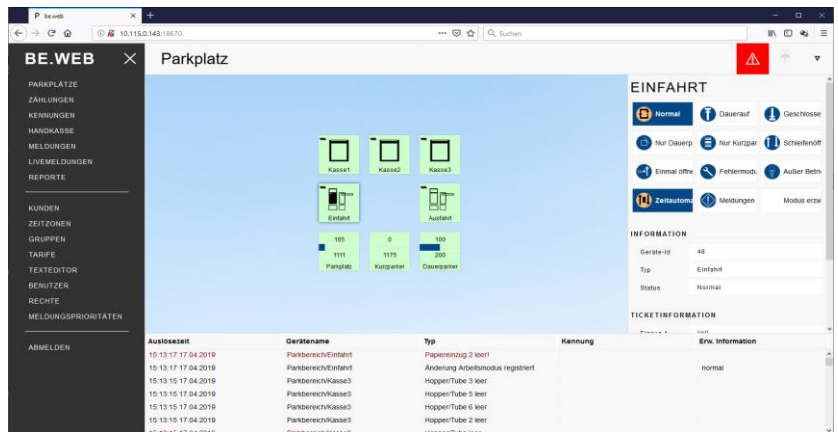 be.web
10.115.0.143:18670
Suchen
BE.WEB
Parkplatz
PARKPLÄTZE
ZÄHLUNGEN
KENNUNGEN
HANDKASSE
MELDUNGEN
LIVEMELDUNGEN
REPORTE
KUNDEN
ZEITZONEN
GRUPPEN
TARIFE
TEXTEDITOR
BENUTZER
RECHTE
MELDUNGSPRIORITÄTEN
ABMELDEN
Kasse1 Kasse2 Kasse3
Einfahrt Ausfahrt
165 0 100
1111 1175 200
Parkplatz Kurzparker Dauerparker
EINFAHRT
Normal Dauerauf Geschlosse
Nur Dauerp Nur Kurzpar Schleifenöff
Einmal öffne Fehlermodu Außer Betri
Zeitautoma Meldungen Modus erzw
INFORMATION
Geräte-Id 48
Typ Einfahrt
Status Normal
TICKETINFORMATION
Auslösezeit Gerätename Typ Kennung Erw. Information
15:13:17 17.04.2019 Parkbereich/Einfahrt Papiereinzug 2 leer!
15:13:17 17.04.2019 Parkbereich/Einfahrt Änderung Arbeitsmodus registriert normal
15:13:15 17.04.2019 Parkbereich/Kasse3 Hopper/Tube 3 leer
15:13:15 17.04.2019 Parkbereich/Kasse3 Hopper/Tube 5 leer
15:13:15 17.04.2019 Parkbereich/Kasse3 Hopper/Tube 6 leer
15:13:15 17.04.2019 Parkbereich/Kasse3 Hopper/Tube 2 leer